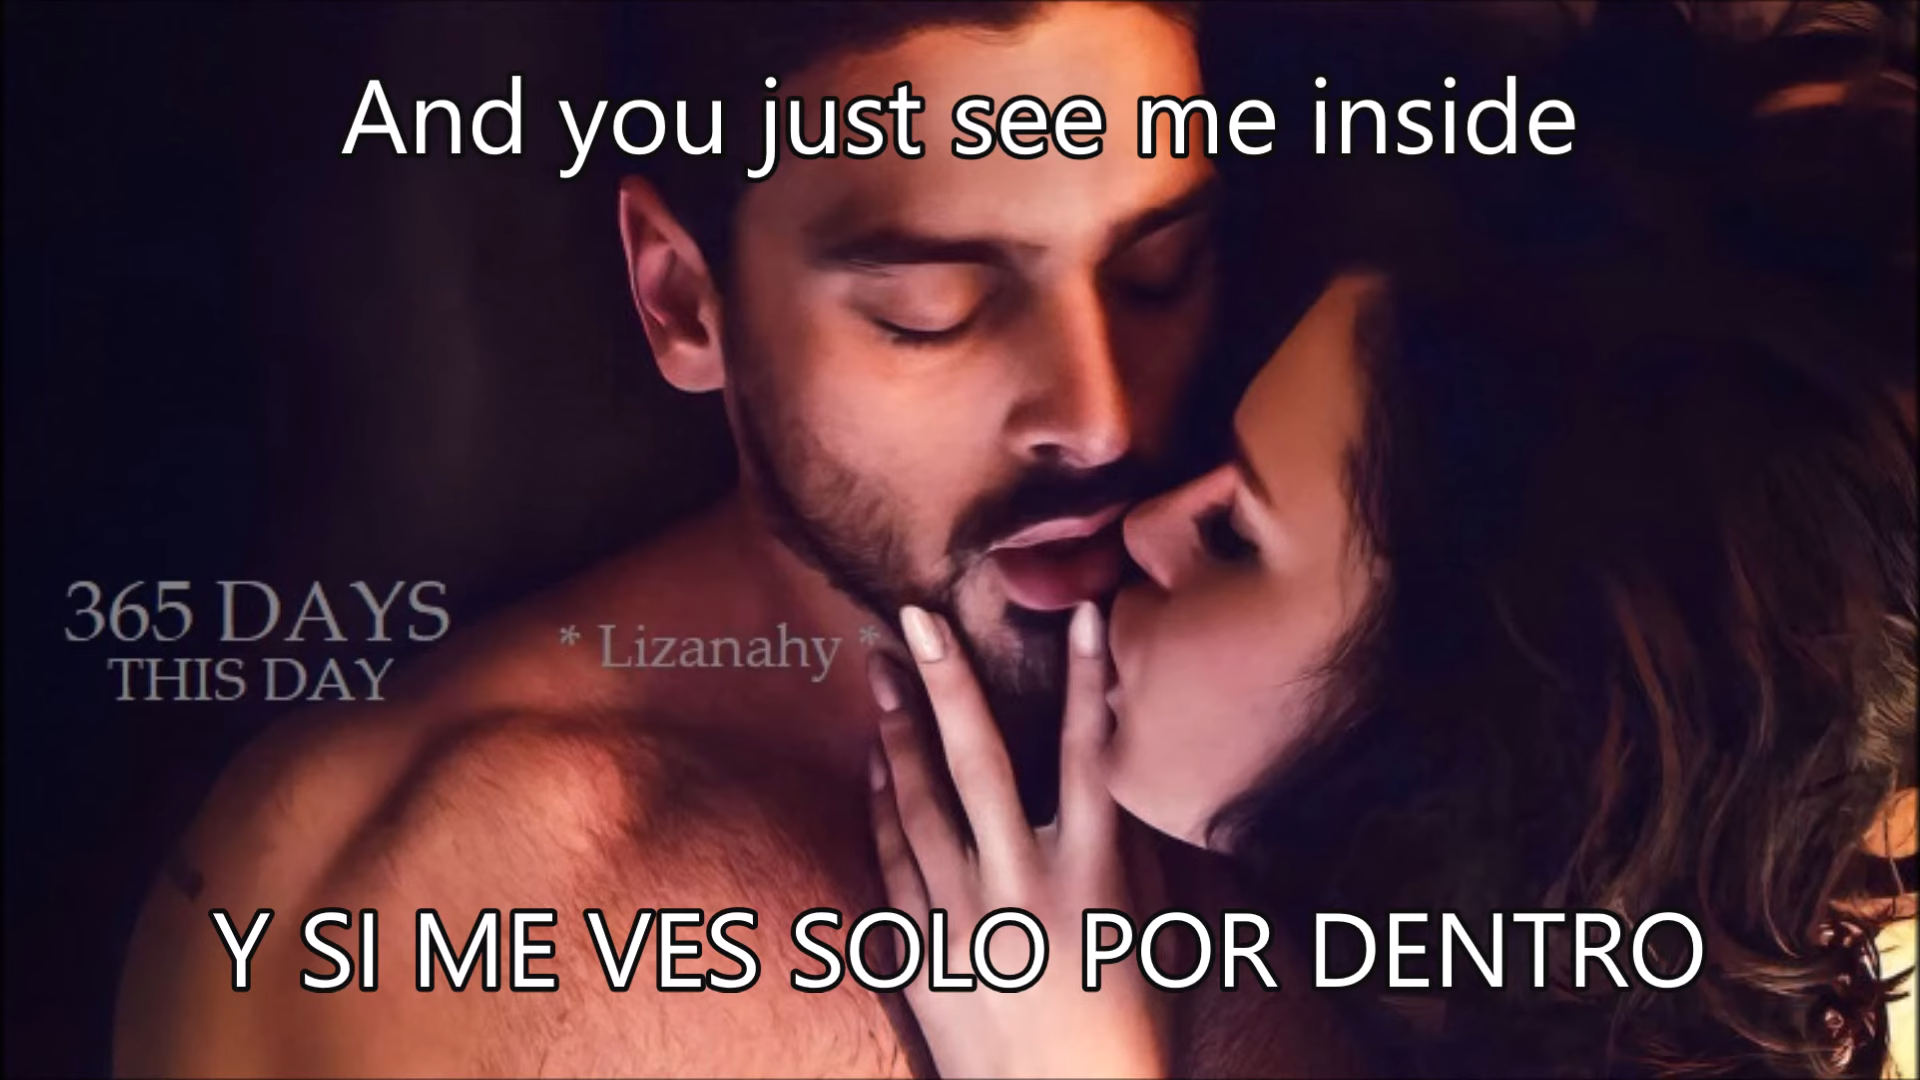 And you just see me inside
365 DAYS
THIS DAY
* Lizanahy *
Y SI ME VES SOLO POR DENTRO